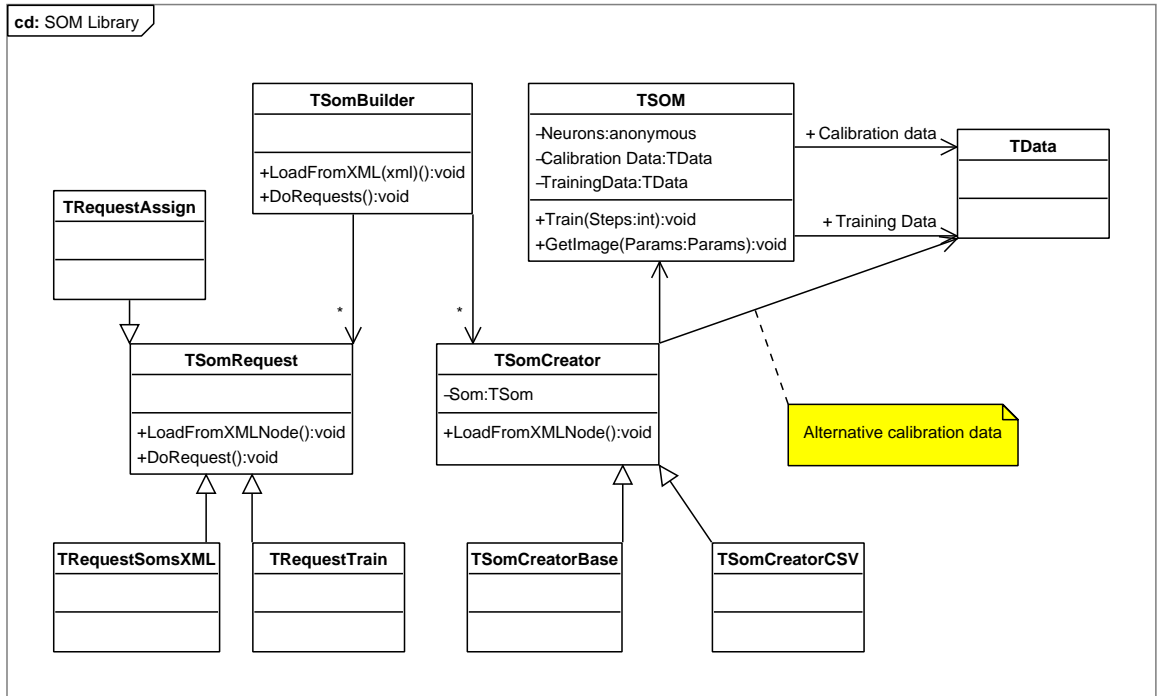 cd: SOM Library
TSomBuilder
+LoadFromXML(xml)():void
+DoRequests():void
TSOM
-Neurons:anonymous
-Calibration Data:TData
-TrainingData:TData
+Train(Steps:int):void
+GetImage(Params:Params):void
+ Calibration data
+ Training Data
TData
TRequestAssign
*
*
TSomRequest
+LoadFromXMLNode():void
+DoRequest():void
TSomCreator
-Som:TSom
+LoadFromXMLNode():void
Alternative calibration data
TRequestSomsXML
TRequestTrain
TSomCreatorBase
TSomCreatorCSV